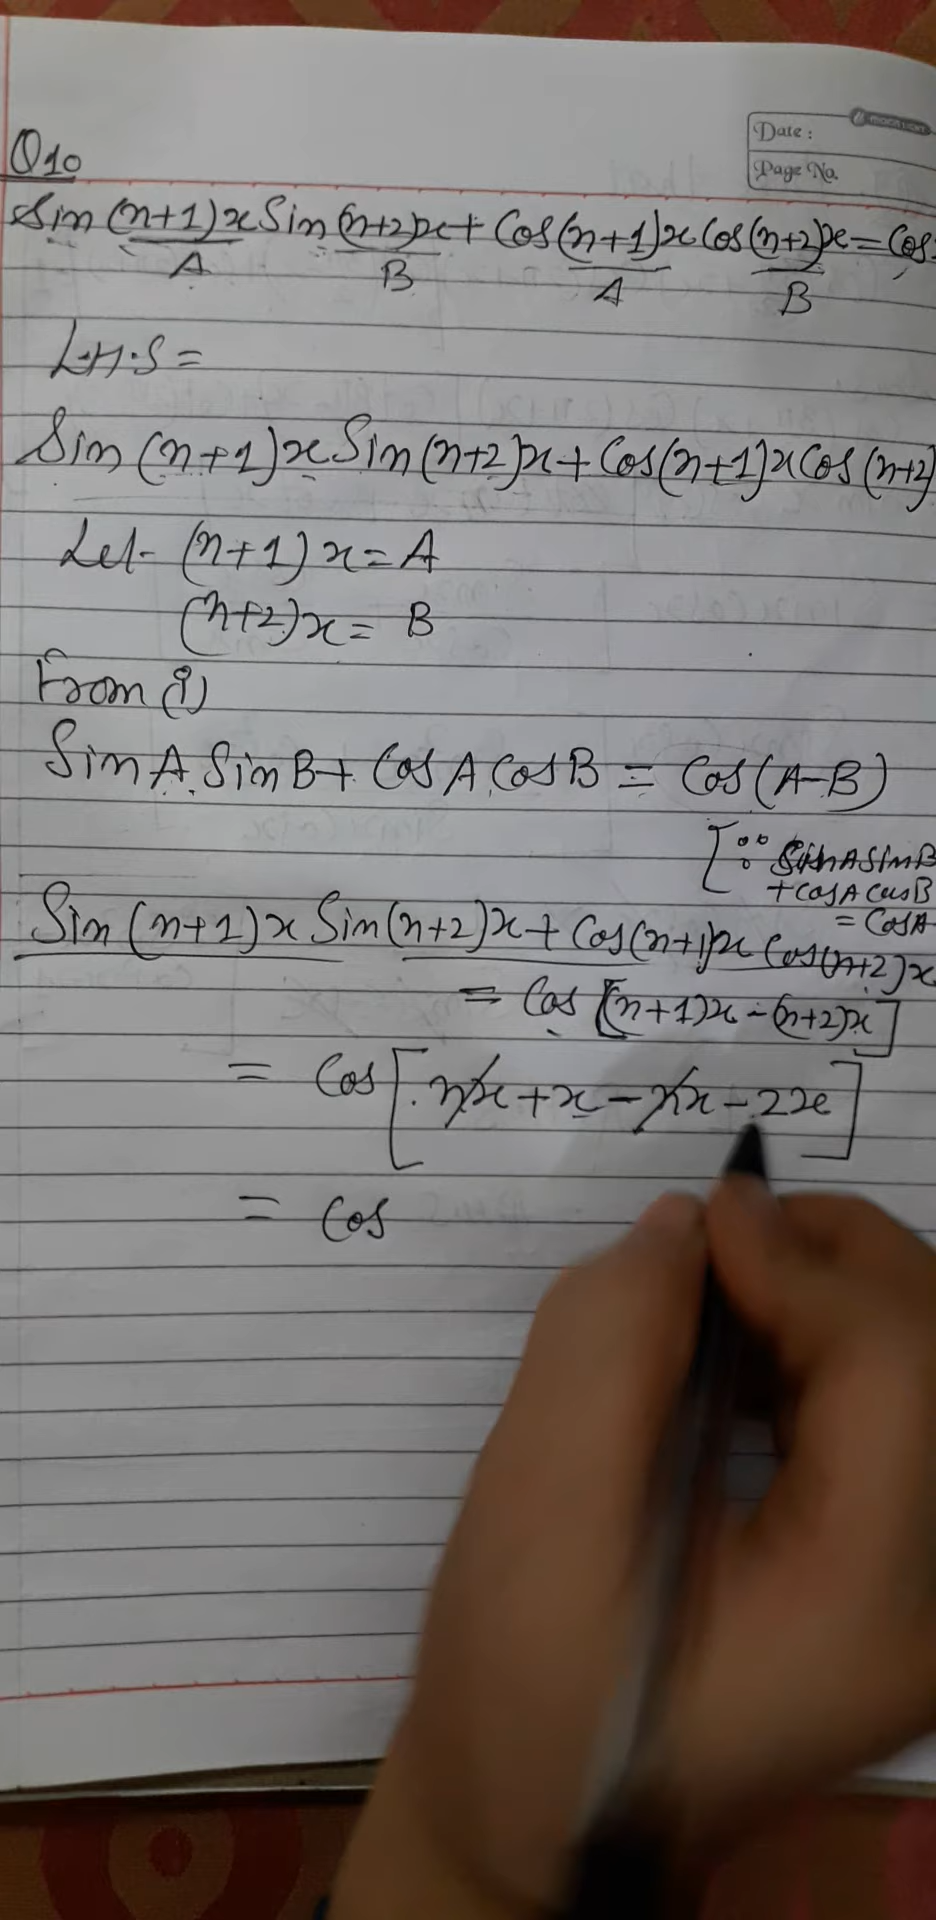 Date:
Page No.
Q10
Sin(n+1)x Sin(n+2)x + Cos(n+1)x Cos(n+2)x = Cos
A B A B
L.H.S =
Sin(n+1)x Sin(n+2)x + Cos(n+1)x Cos(n+2)
Let (n+1)x = A
(n+2)x = B
From (i)
Sin A Sin B + Cos A Cos B = Cos(A-B)
[∵ Sin A Sin B
+ Cos A Cos B
= Cos A-
Sin(n+1)x Sin(n+2)x + Cos(n+1)x Cos(n+2)x
= Cos [(n+1)x - (n+2)x]
= Cos [nx + x - nx - 2x]
= Cos